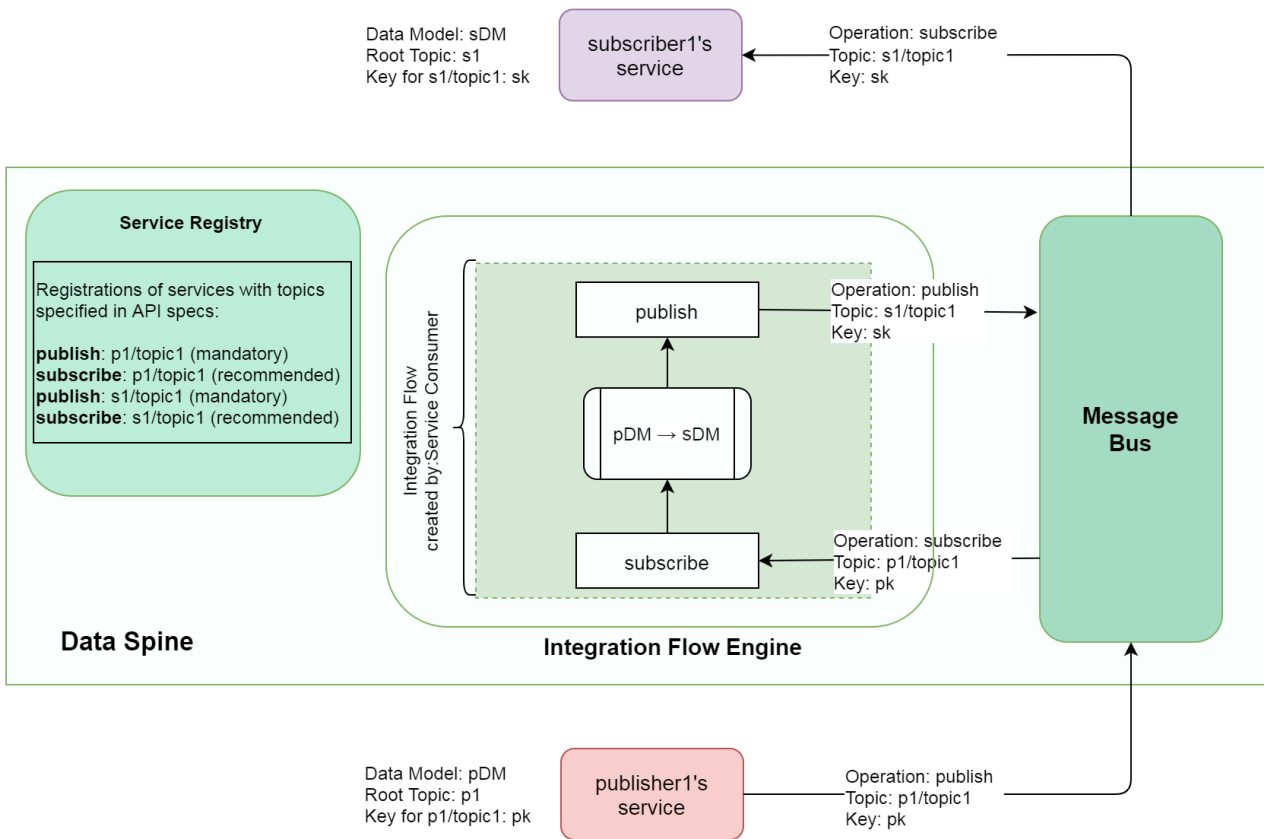 Data Model: sDM
Root Topic: s1
Key for s1/topic1: sk
subscriber1's
service
Operation: subscribe
Topic: s1/topic1
Key: sk
Service Registry
Registrations of services with topics
specified in API specs:
publish: p1/topic1 (mandatory)
subscribe: p1/topic1 (recommended)
publish: s1/topic1 (mandatory)
subscribe: s1/topic1 (recommended)
Integration Flow
created by:Service Consumer
publish
pDM → sDM
subscribe
Operation: publish
Topic: s1/topic1
Key: sk
Operation: subscribe
Topic: p1/topic1
Key: pk
Message
Bus
Data Spine
Integration Flow Engine
Data Model: pDM
Root Topic: p1
Key for p1/topic1: pk
publisher1's
service
Operation: publish
Topic: p1/topic1
Key: pk